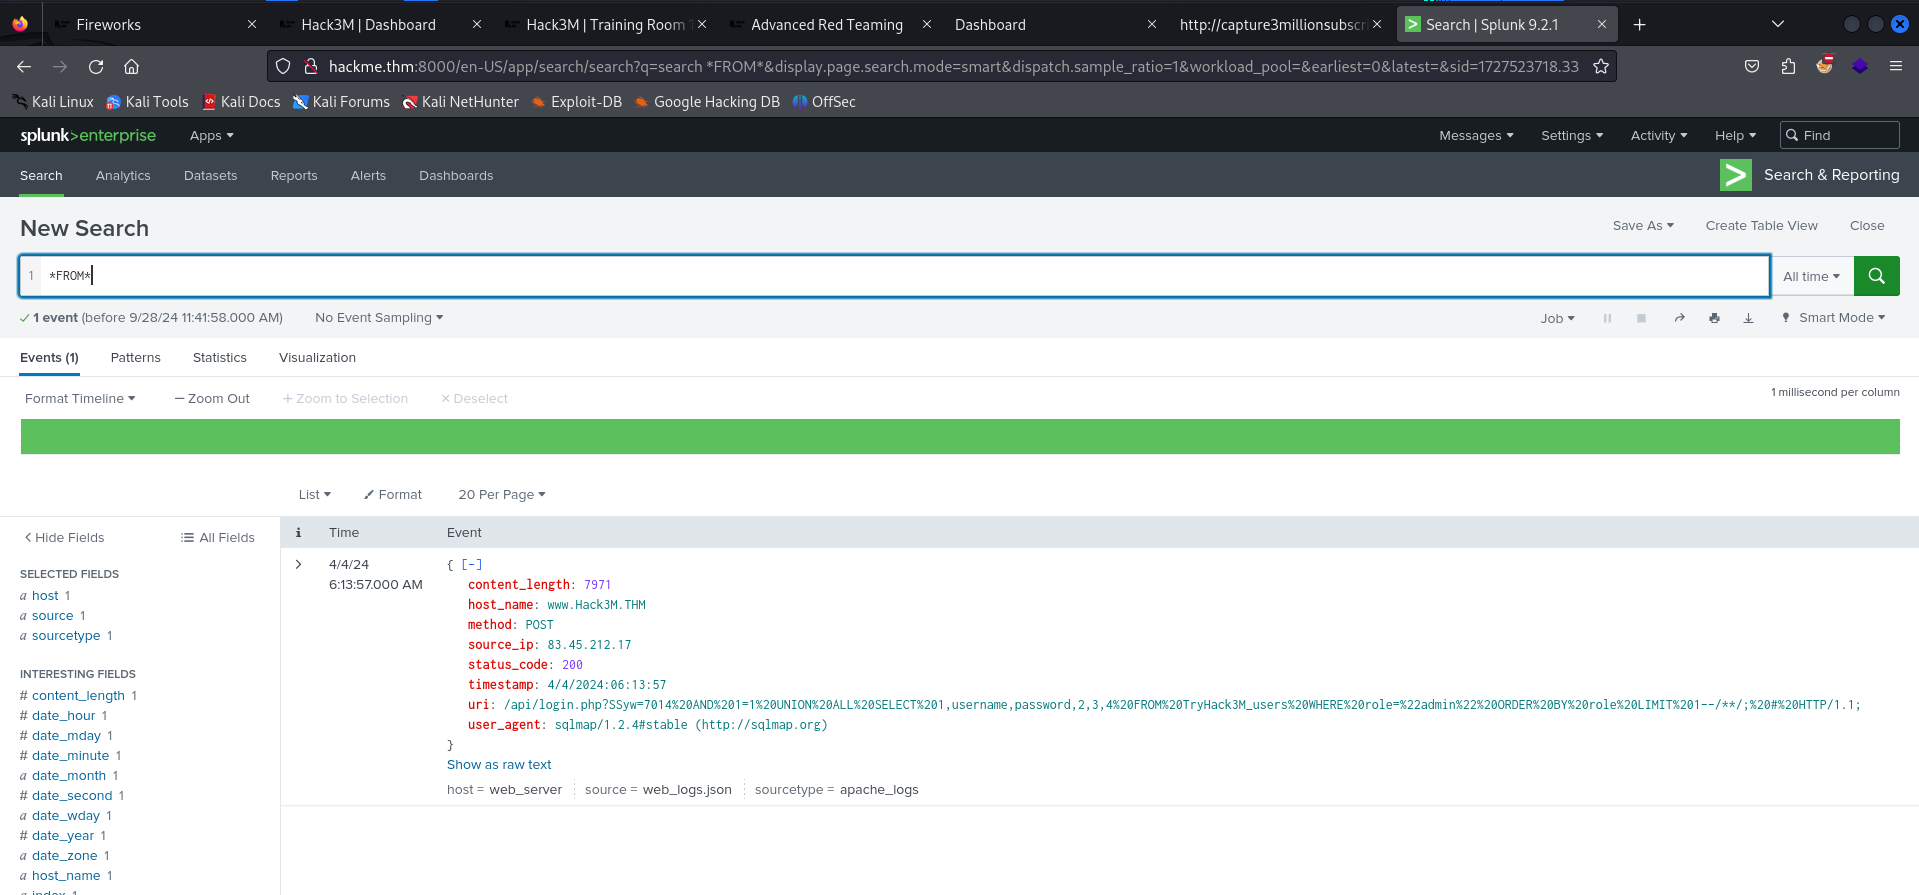 Fireworks
Hack3M | Dashboard
Hack3M | Training Room
Advanced Red Teaming
Dashboard
http://capture3millionsubscri
Search | Splunk 9.2.1
hackme.thm:8000/en-US/app/search/search?q=search *FROM*&display.page.search.mode=smart&dispatch.sample_ratio=1&workload_pool=&earliest=0&latest=&sid=1727523718.33
Kali Linux Kali Tools Kali Docs Kali Forums Kali NetHunter Exploit-DB Google Hacking DB OffSec
splunk>enterprise Apps Messages Settings Activity Help Find
Search Analytics Datasets Reports Alerts Dashboards Search & Reporting
New Search Save As Create Table View Close
1 *FROM* All time
1 event (before 9/28/24 11:41:58.000 AM) No Event Sampling Job Smart Mode
Events (1) Patterns Statistics Visualization
Format Timeline — Zoom Out + Zoom to Selection × Deselect 1 millisecond per column
List Format 20 Per Page
< Hide Fields All Fields
SELECTED FIELDS
a host 1
a source 1
a sourcetype 1
INTERESTING FIELDS
# content_length 1
# date_hour 1
# date_mday 1
# date_minute 1
a date_month 1
# date_second 1
a date_wday 1
# date_year 1
a date_zone 1
a host_name 1
a index 1
i Time Event
4/4/24
6:13:57.000 AM
{ [-]
content_length: 7971
host_name: www.Hack3M.THM
method: POST
source_ip: 83.45.212.17
status_code: 200
timestamp: 4/4/2024:06:13:57
uri: /api/login.php?SSyw=7014%20AND%201=1%20UNION%20ALL%20SELECT%201,username,password,2,3,4%20FROM%20TryHack3M_users%20WHERE%20role=%22admin%22%20ORDER%20BY%20role%20LIMIT%201--/**/;%20#%20HTTP/1.1;
user_agent: sqlmap/1.2.4#stable (http://sqlmap.org)
}
Show as raw text
host = web_server source = web_logs.json sourcetype = apache_logs